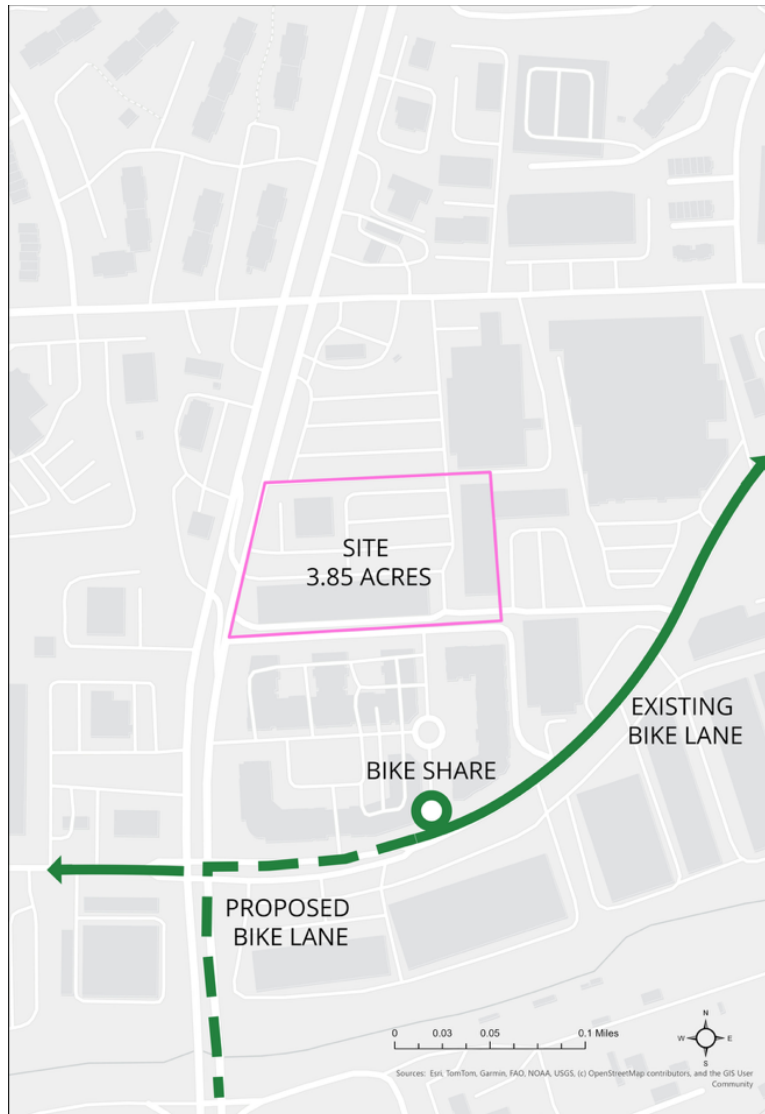 SITE
3.85 ACRES
EXISTING
BIKE LANE
BIKE SHARE
PROPOSED
BIKE LANE
0 0.03 0.05 0.1 Miles
N
W E
S
Sources: Esri, TomTom, Garmin, FAO, NOAA, USGS, (c) OpenStreetMap contributors, and the GIS User
Community